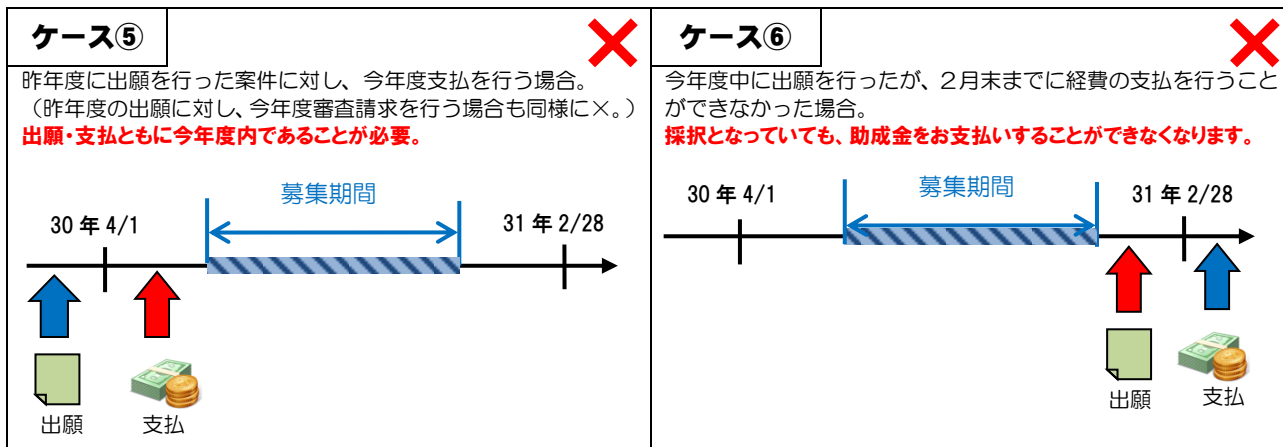 ケース⑤
昨年度に出願を行った案件に対し、今年度支払を行う場合。
（昨年度の出願に対し、今年度審査請求を行う場合も同様に×。）
出願・支払ともに今年度内であることが必要。
募集期間
30 年 4/1
31 年 2/28
出願
支払
ケース⑥
今年度中に出願を行ったが、２月末までに経費の支払を行うこと
ができなかった場合。
採択となっていても、助成金をお支払いすることができなくなります。
募集期間
30 年 4/1
31 年 2/28
出願
支払